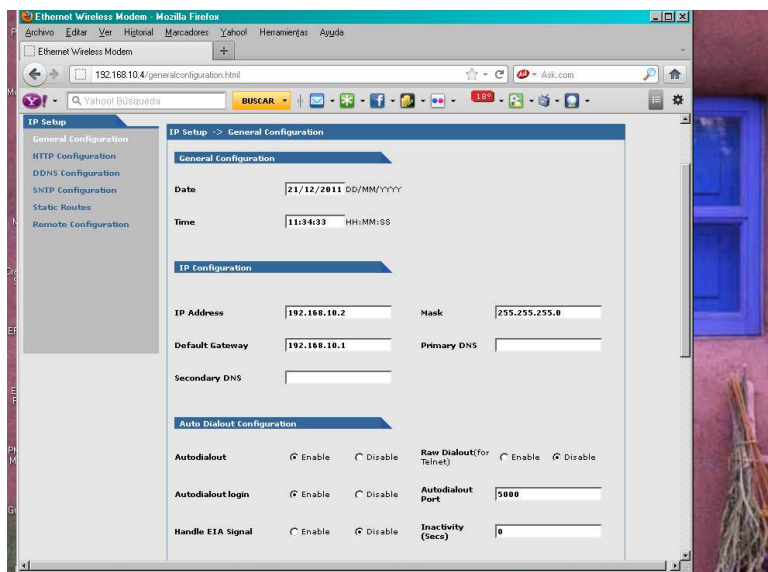 Ethernet Wireless Modem - Mozilla Firefox
Archivo Editar Ver Historial Marcadores Yahoo! Herramientas Ayuda
Ethernet Wireless Modem
192.168.10.4/generalconfiguration.html
Ask.com
Y!
Yahoo! Búsqueda
BUSCAR
18°
IP Setup
General Configuration
HTTP Configuration
DDNS Configuration
SNTP Configuration
Static Routes
Remote Configuration
IP Setup -> General Configuration
General Configuration
Date 21/12/2011 DD/MM/YYYY
Time 11:34:33 HH:MM:SS
IP Configuration
IP Address 192.168.10.2 Mask 255.255.255.0
Default Gateway 192.168.10.1 Primary DNS
Secondary DNS
Auto Dialout Configuration
Autodialout Enable Disable Raw Dialout(for Telnet) Enable Disable
Autodialout login Enable Disable Autodialout Port 5000
Handle EIA Signal Enable Disable Inactivity (Secs) 0